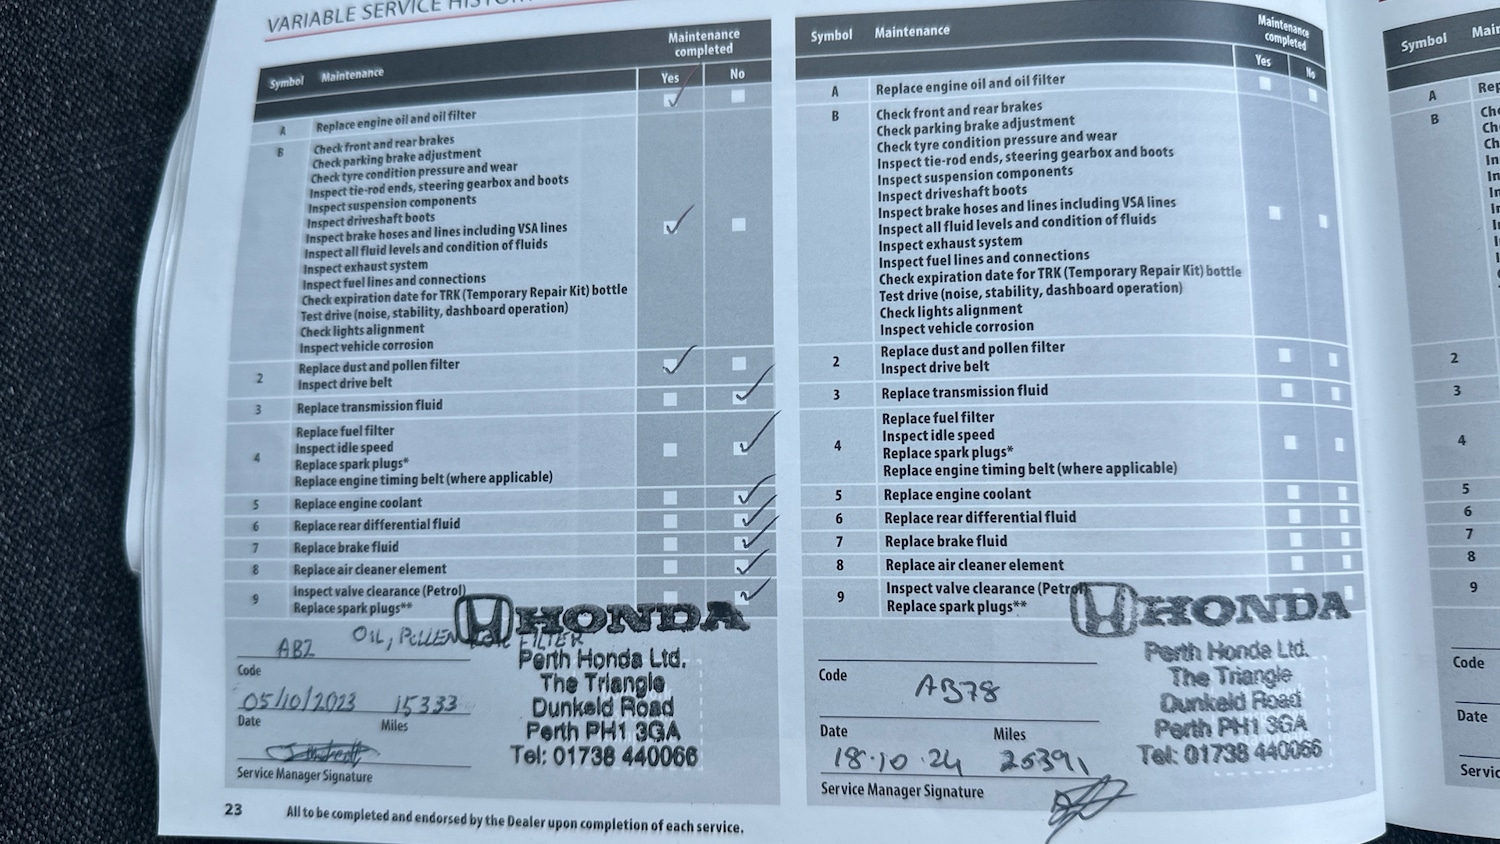 VARIABLE SERVICE
Symbol Maintenance Maintenance completed
Yes No
A Replace engine oil and oil filter
B Check front and rear brakes
Check parking brake adjustment
Check tyre condition pressure and wear
Inspect tie-rod ends, steering gearbox and boots
Inspect suspension components
Inspect driveshaft boots
Inspect brake hoses and lines including VSA lines
Inspect all fluid levels and condition of fluids
Inspect exhaust system
Inspect fuel lines and connections
Check expiration date for TRK (Temporary Repair Kit) bottle
Test drive (noise, stability, dashboard operation)
Check lights alignment
Inspect vehicle corrosion
2 Replace dust and pollen filter
Inspect drive belt
3 Replace transmission fluid
4 Replace fuel filter
Inspect idle speed
Replace spark plugs*
Replace engine timing belt (where applicable)
5 Replace engine coolant
6 Replace rear differential fluid
7 Replace brake fluid
8 Replace air cleaner element
9 Inspect valve clearance (Petrol)
Replace spark plugs**
HONDA
AB2 OIL, POLLEN FILTER
Code
Perth Honda Ltd.
The Triangle
Dunkeld Road
Perth PH1 3GA
Tel: 01738 440066
05/10/2023 15333
Date Miles
Service Manager Signature
23 All to be completed and endorsed by the Dealer upon completion of each service.
Symbol Maintenance Maintenance completed
Yes No
A Replace engine oil and oil filter
B Check front and rear brakes
Check parking brake adjustment
Check tyre condition pressure and wear
Inspect tie-rod ends, steering gearbox and boots
Inspect suspension components
Inspect driveshaft boots
Inspect brake hoses and lines including VSA lines
Inspect all fluid levels and condition of fluids
Inspect exhaust system
Inspect fuel lines and connections
Check expiration date for TRK (Temporary Repair Kit) bottle
Test drive (noise, stability, dashboard operation)
Check lights alignment
Inspect vehicle corrosion
2 Replace dust and pollen filter
Inspect drive belt
3 Replace transmission fluid
4 Replace fuel filter
Inspect idle speed
Replace spark plugs*
Replace engine timing belt (where applicable)
5 Replace engine coolant
6 Replace rear differential fluid
7 Replace brake fluid
8 Replace air cleaner element
9 Inspect valve clearance (Petrol
Replace spark plugs**
HONDA
Perth Honda Ltd.
The Triangle
Dunkeld Road
Perth PH1 3GA
Tel: 01738 440066
Code
AB78
Date Miles
18.10.24 26391
Service Manager Signature
Symbol
A
B
2
3
4
5
6
7
8
9
Code
Date